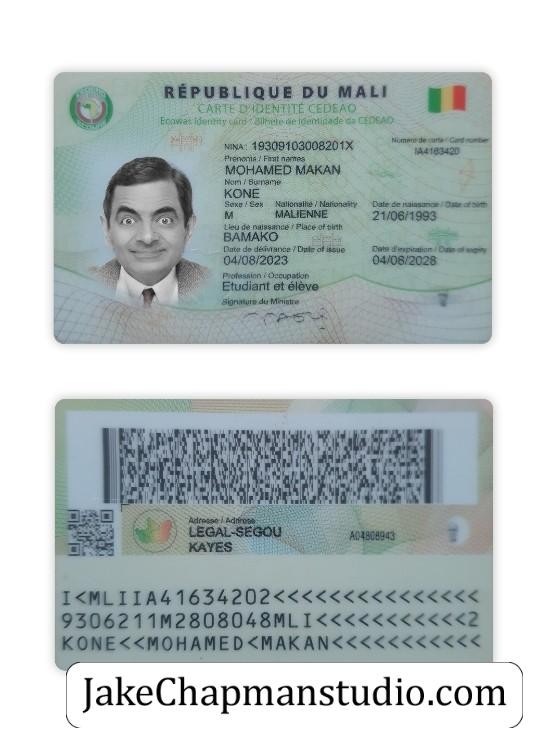 RÉPUBLIQUE DU MALI
CARTE D'IDENTITÉ CEDEAO
Ecowas Identity card / Bilhete de Identidade da CEDEAO
NINA : 19309103008201X
Numéro de carte / Card number
IA4163420
Prénoms / First names
MOHAMED MAKAN
Nom / Surname
KONE
Sexe / Sex Nationalité / Nationality Date de naissance / Date of birth
M MALIENNE 21/06/1993
Lieu de naissance / Place of birth
BAMAKO
Date de délivrance / Date of issue Date d'expiration / Date of expiry
04/08/2023 04/08/2028
Profession / Occupation
Etudiant et élève
Signature du Ministre
Adresse / Address
LEGAL-SEGOU
KAYES
A04808943
I<MLIIA41634202<<<<<<<<<<<<<<<
9306211M2808048MLI<<<<<<<<<<<2
KONE<<MOHAMED<MAKAN<<<<<<<<<<<
JakeChapmanstudio.com